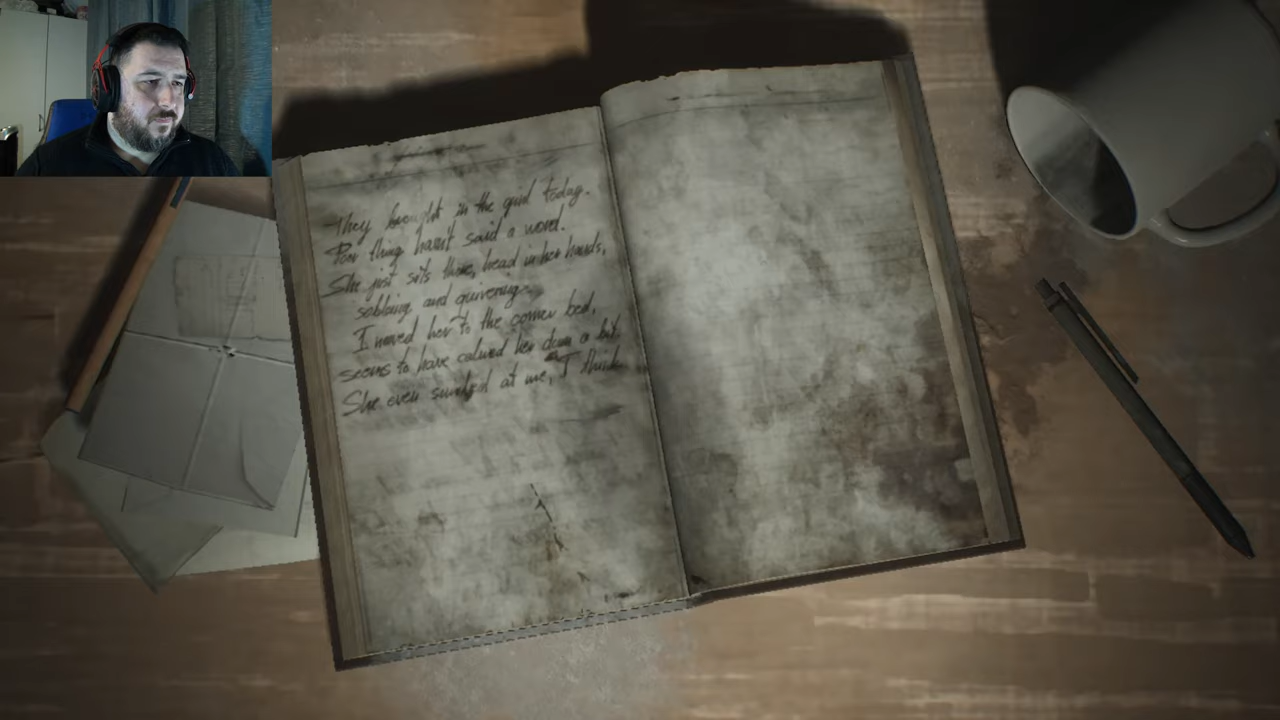 They brought in the girl today.
Poor thing hasn't said a word.
She just sits there, head in her hands,
sobbing and quivering.
I moved her to the corner bed,
seems to have calmed her down a bit.
She even smiled at me, I think